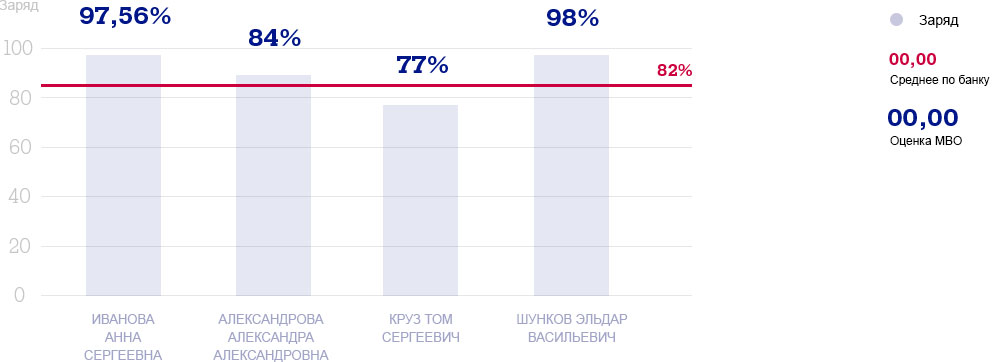 Заряд
97,56%
84%
77%
98%
82%
100
80
60
40
20
0
ИВАНОВА
АННА
СЕРГЕЕВНА
АЛЕКСАНДРОВА
АЛЕКСАНДРА
АЛЕКСАНДРОВНА
КРУЗ ТОМ
СЕРГЕЕВИЧ
ШУНКОВ ЭЛЬДАР
ВАСИЛЬЕВИЧ
Заряд
00,00
Среднее по банку
00,00
Оценка МВО